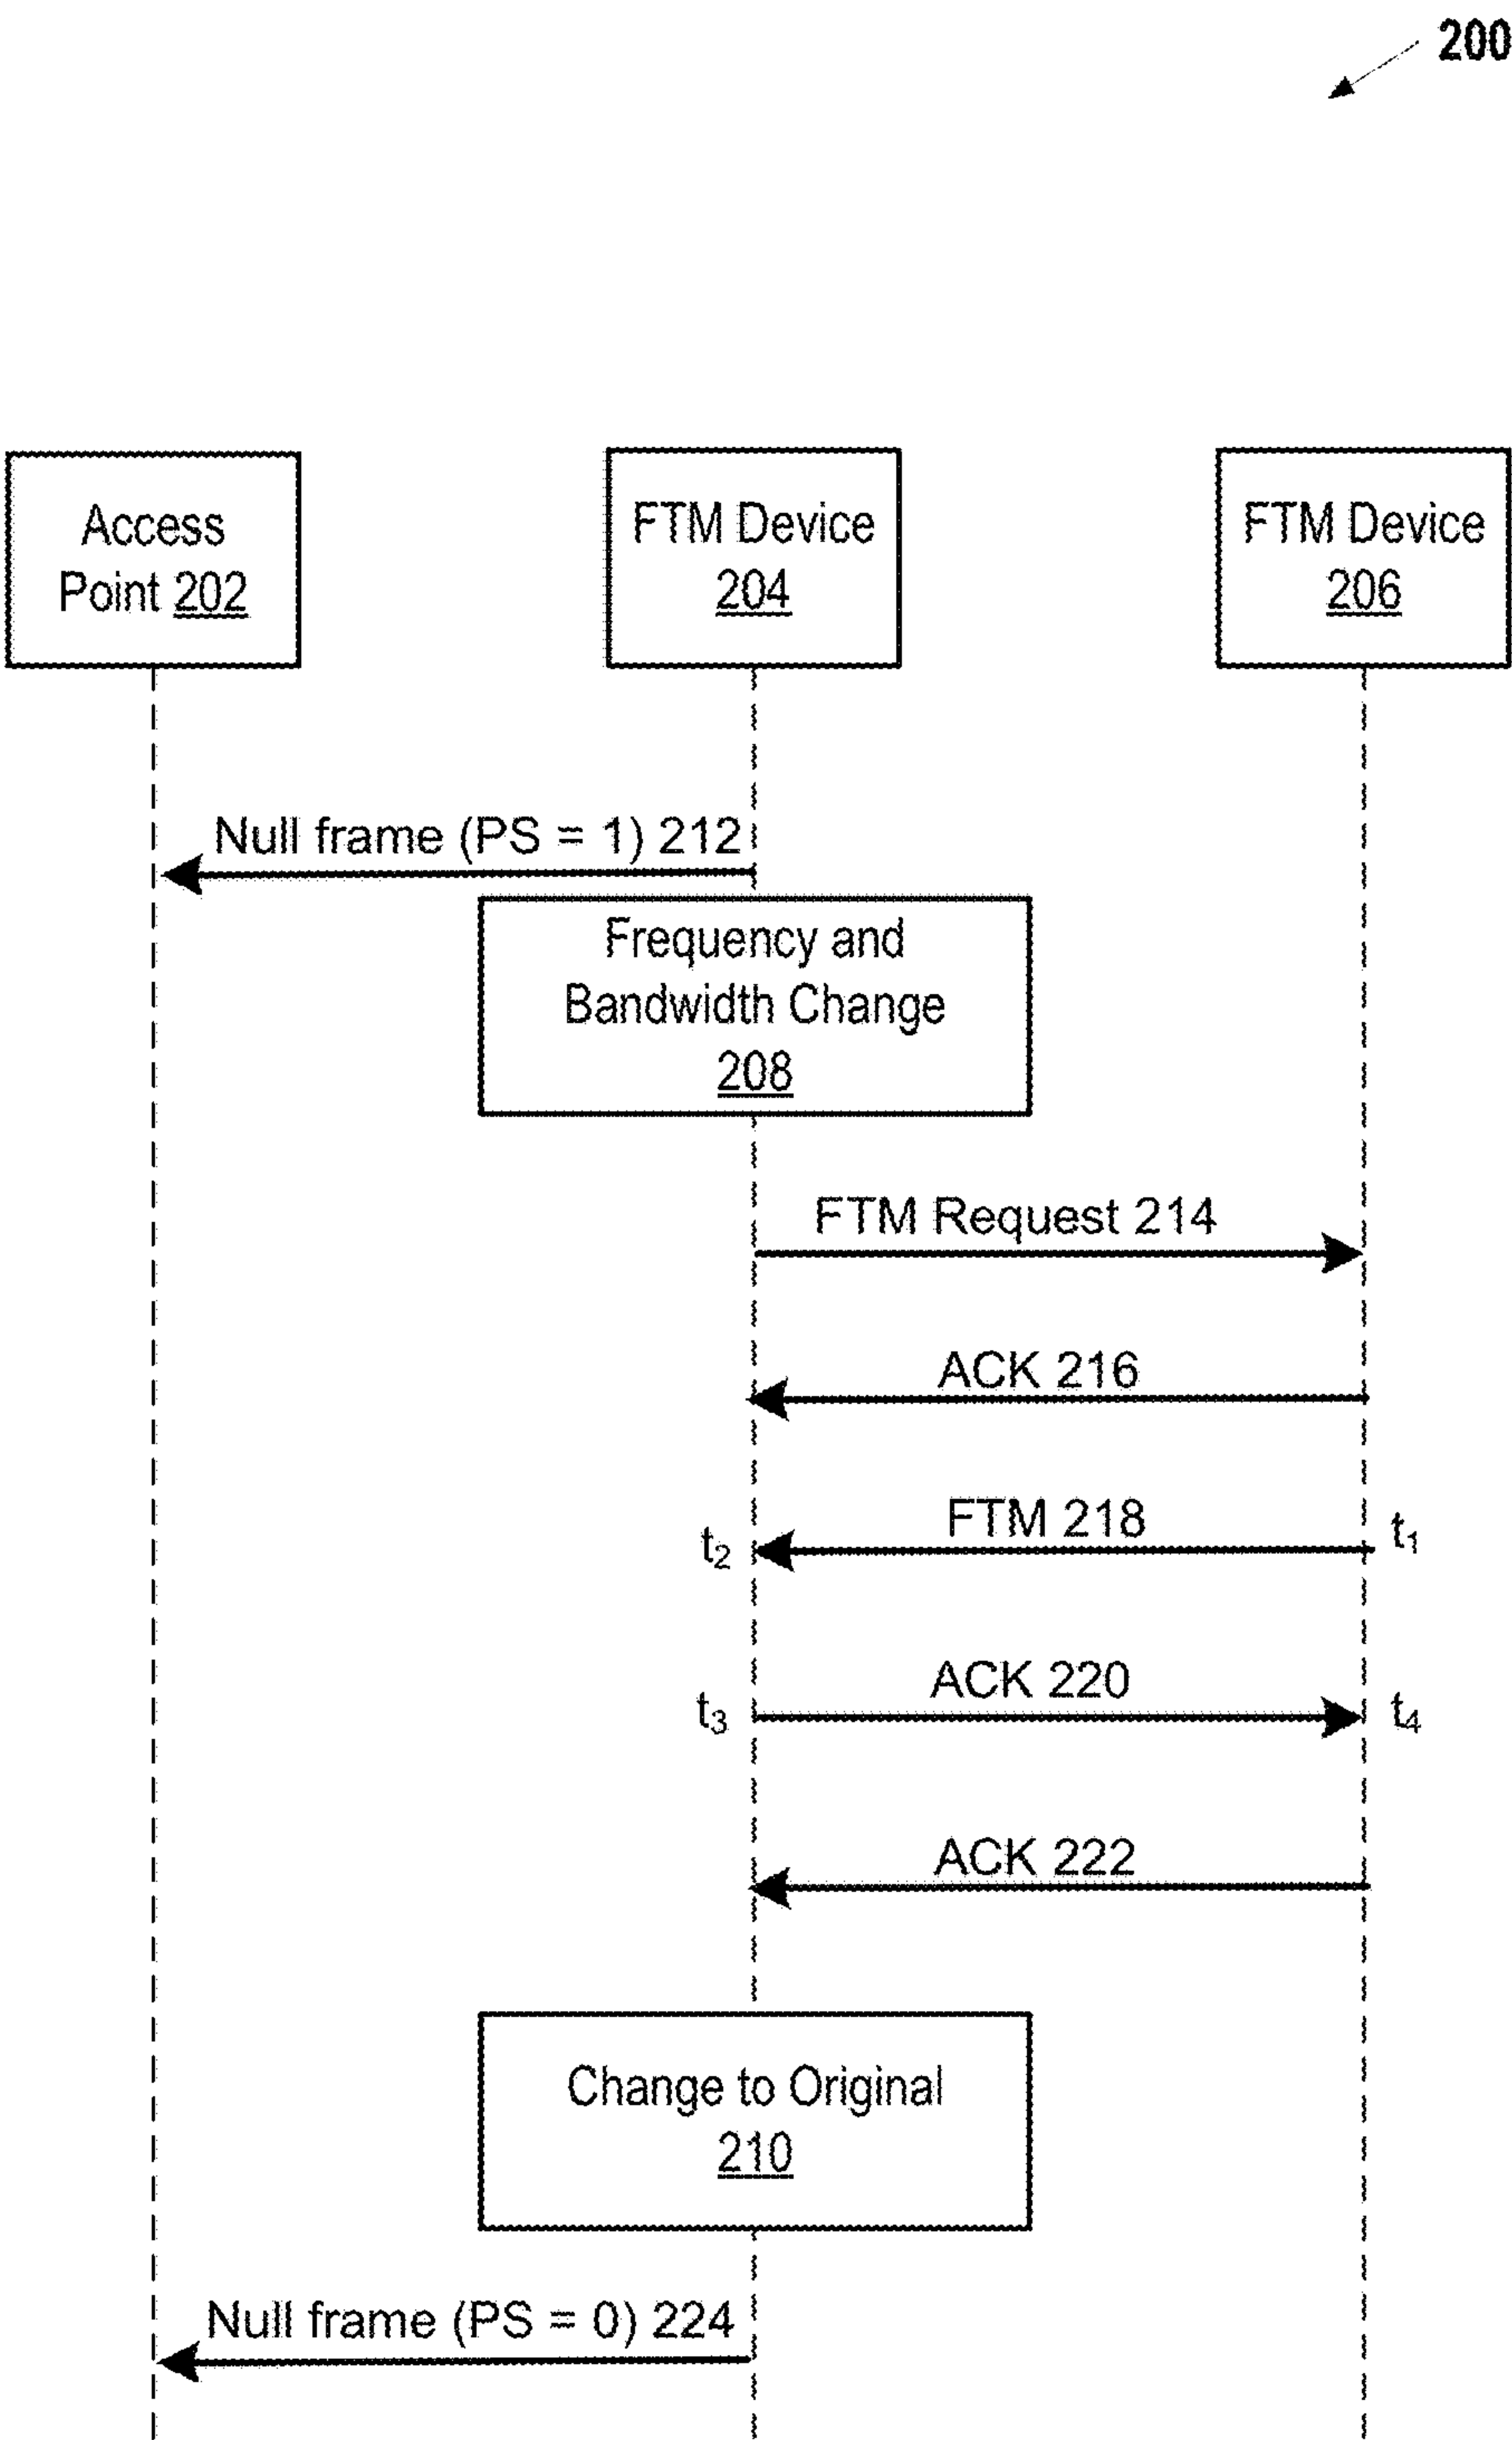 200
Access
Point 202
FTM Device
204
FTM Device
206
Null frame (PS = 1) 212
Frequency and
Bandwidth Change
208
FTM Request 214
ACK 216
FTM 218
t2
t1
ACK 220
t3
t4
ACK 222
Change to Original
210
Null frame (PS = 0) 224